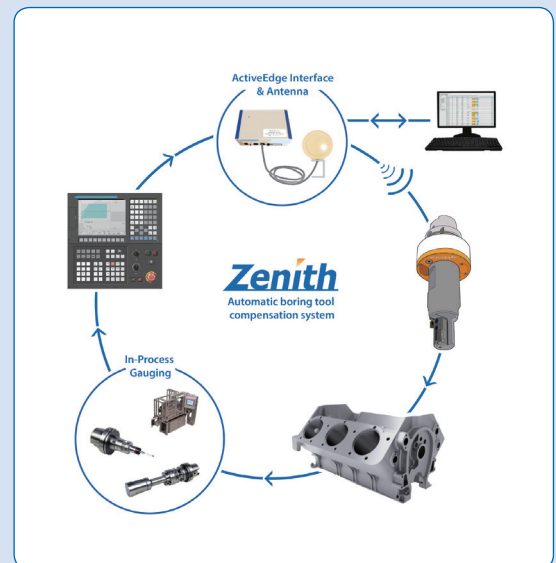 ActiveEdge Interface
& Antenna
Zenith
Automatic boring tool
compensation system
In-Process
Gauging